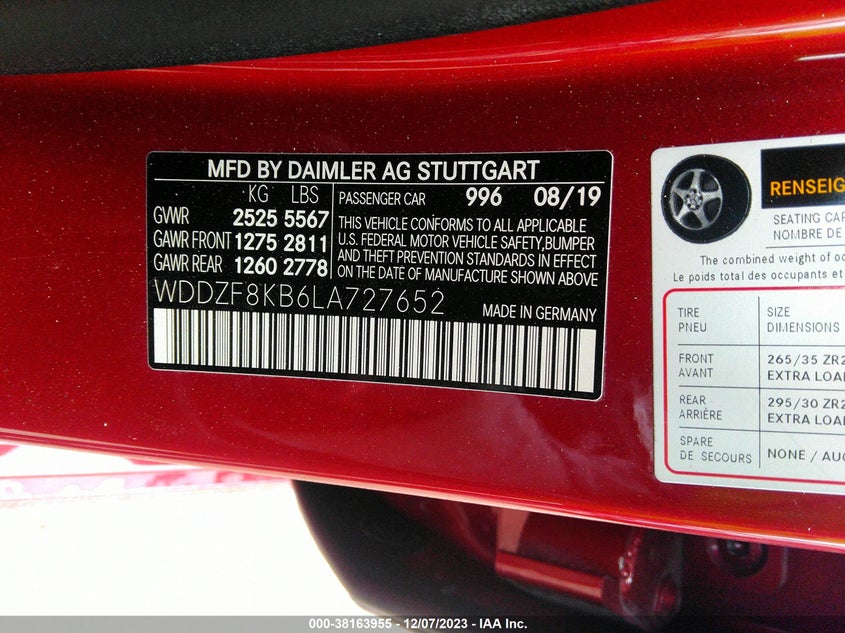 MFD BY DAIMLER AG STUTTGART
KG LBS
GVWR 2525 5567
GAWR FRONT 1275 2811
GAWR REAR 1260 2778
PASSENGER CAR 996 08/19
THIS VEHICLE CONFORMS TO ALL APPLICABLE
U.S. FEDERAL MOTOR VEHICLE SAFETY,BUMPER
AND THEFT PREVENTION STANDARDS IN EFFECT
ON THE DATE OF MANUFACTURE SHOWN ABOVE
WDDZF8KB6LA727652
MADE IN GERMANY
RENSEIG
SEATING CAP
NOMBRE DE
The combined weight of oc
Le poids total des occupants et
TIRE SIZE
PNEU DIMENSIONS
FRONT 265/35 ZR2
AVANT EXTRA LOA
REAR 295/30 ZR2
ARRIÈRE EXTRA LOA
SPARE
DE SECOURS NONE / AUC
000-38163955 - 12/07/2023 - IAA Inc.